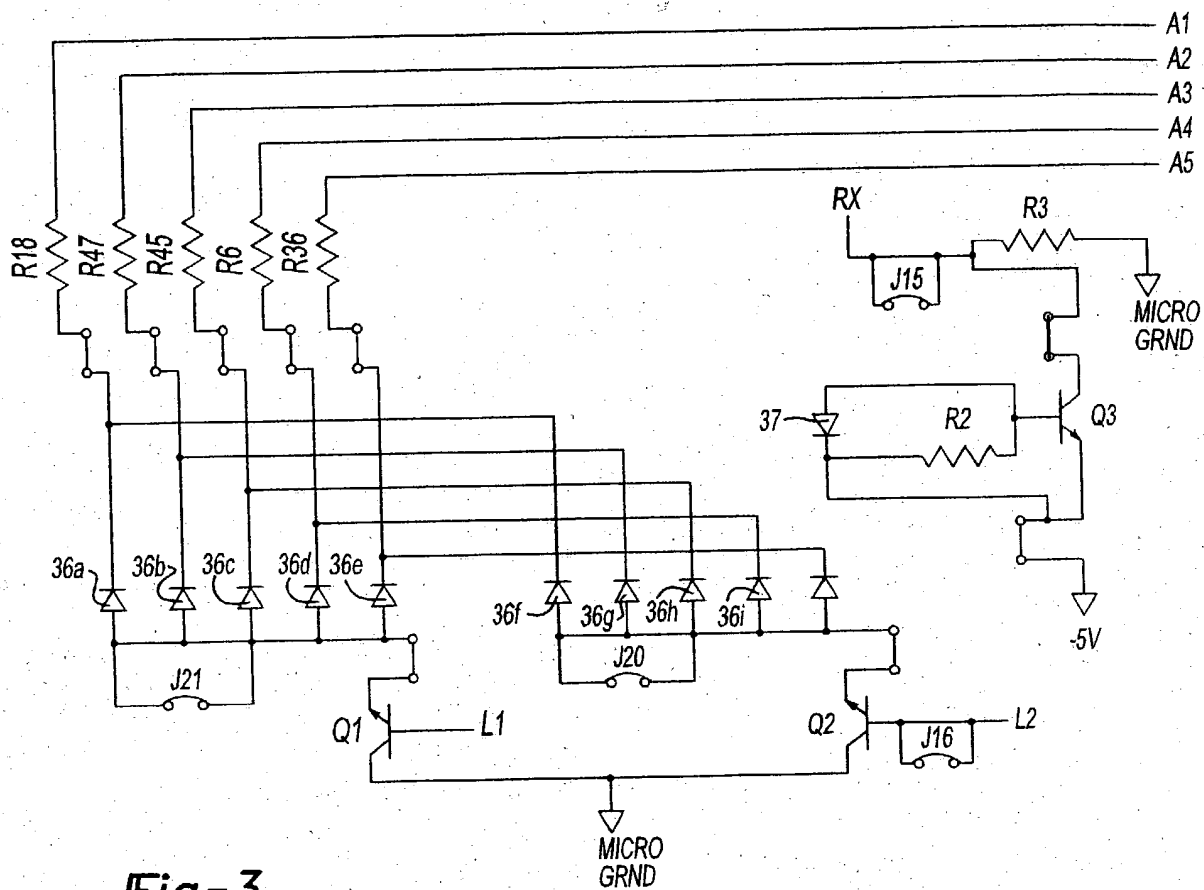 A1
A2
A3
A4
A5
RX
R3
R18
R47
R45
R6
R36
J15
MICRO
GRND
37
R2
Q3
36a
36b
36c
36d
36e
36f
36g
36h
36i
-5V
J21
J20
Q1
L1
Q2
J16
L2
MICRO
GRND
Fig-3